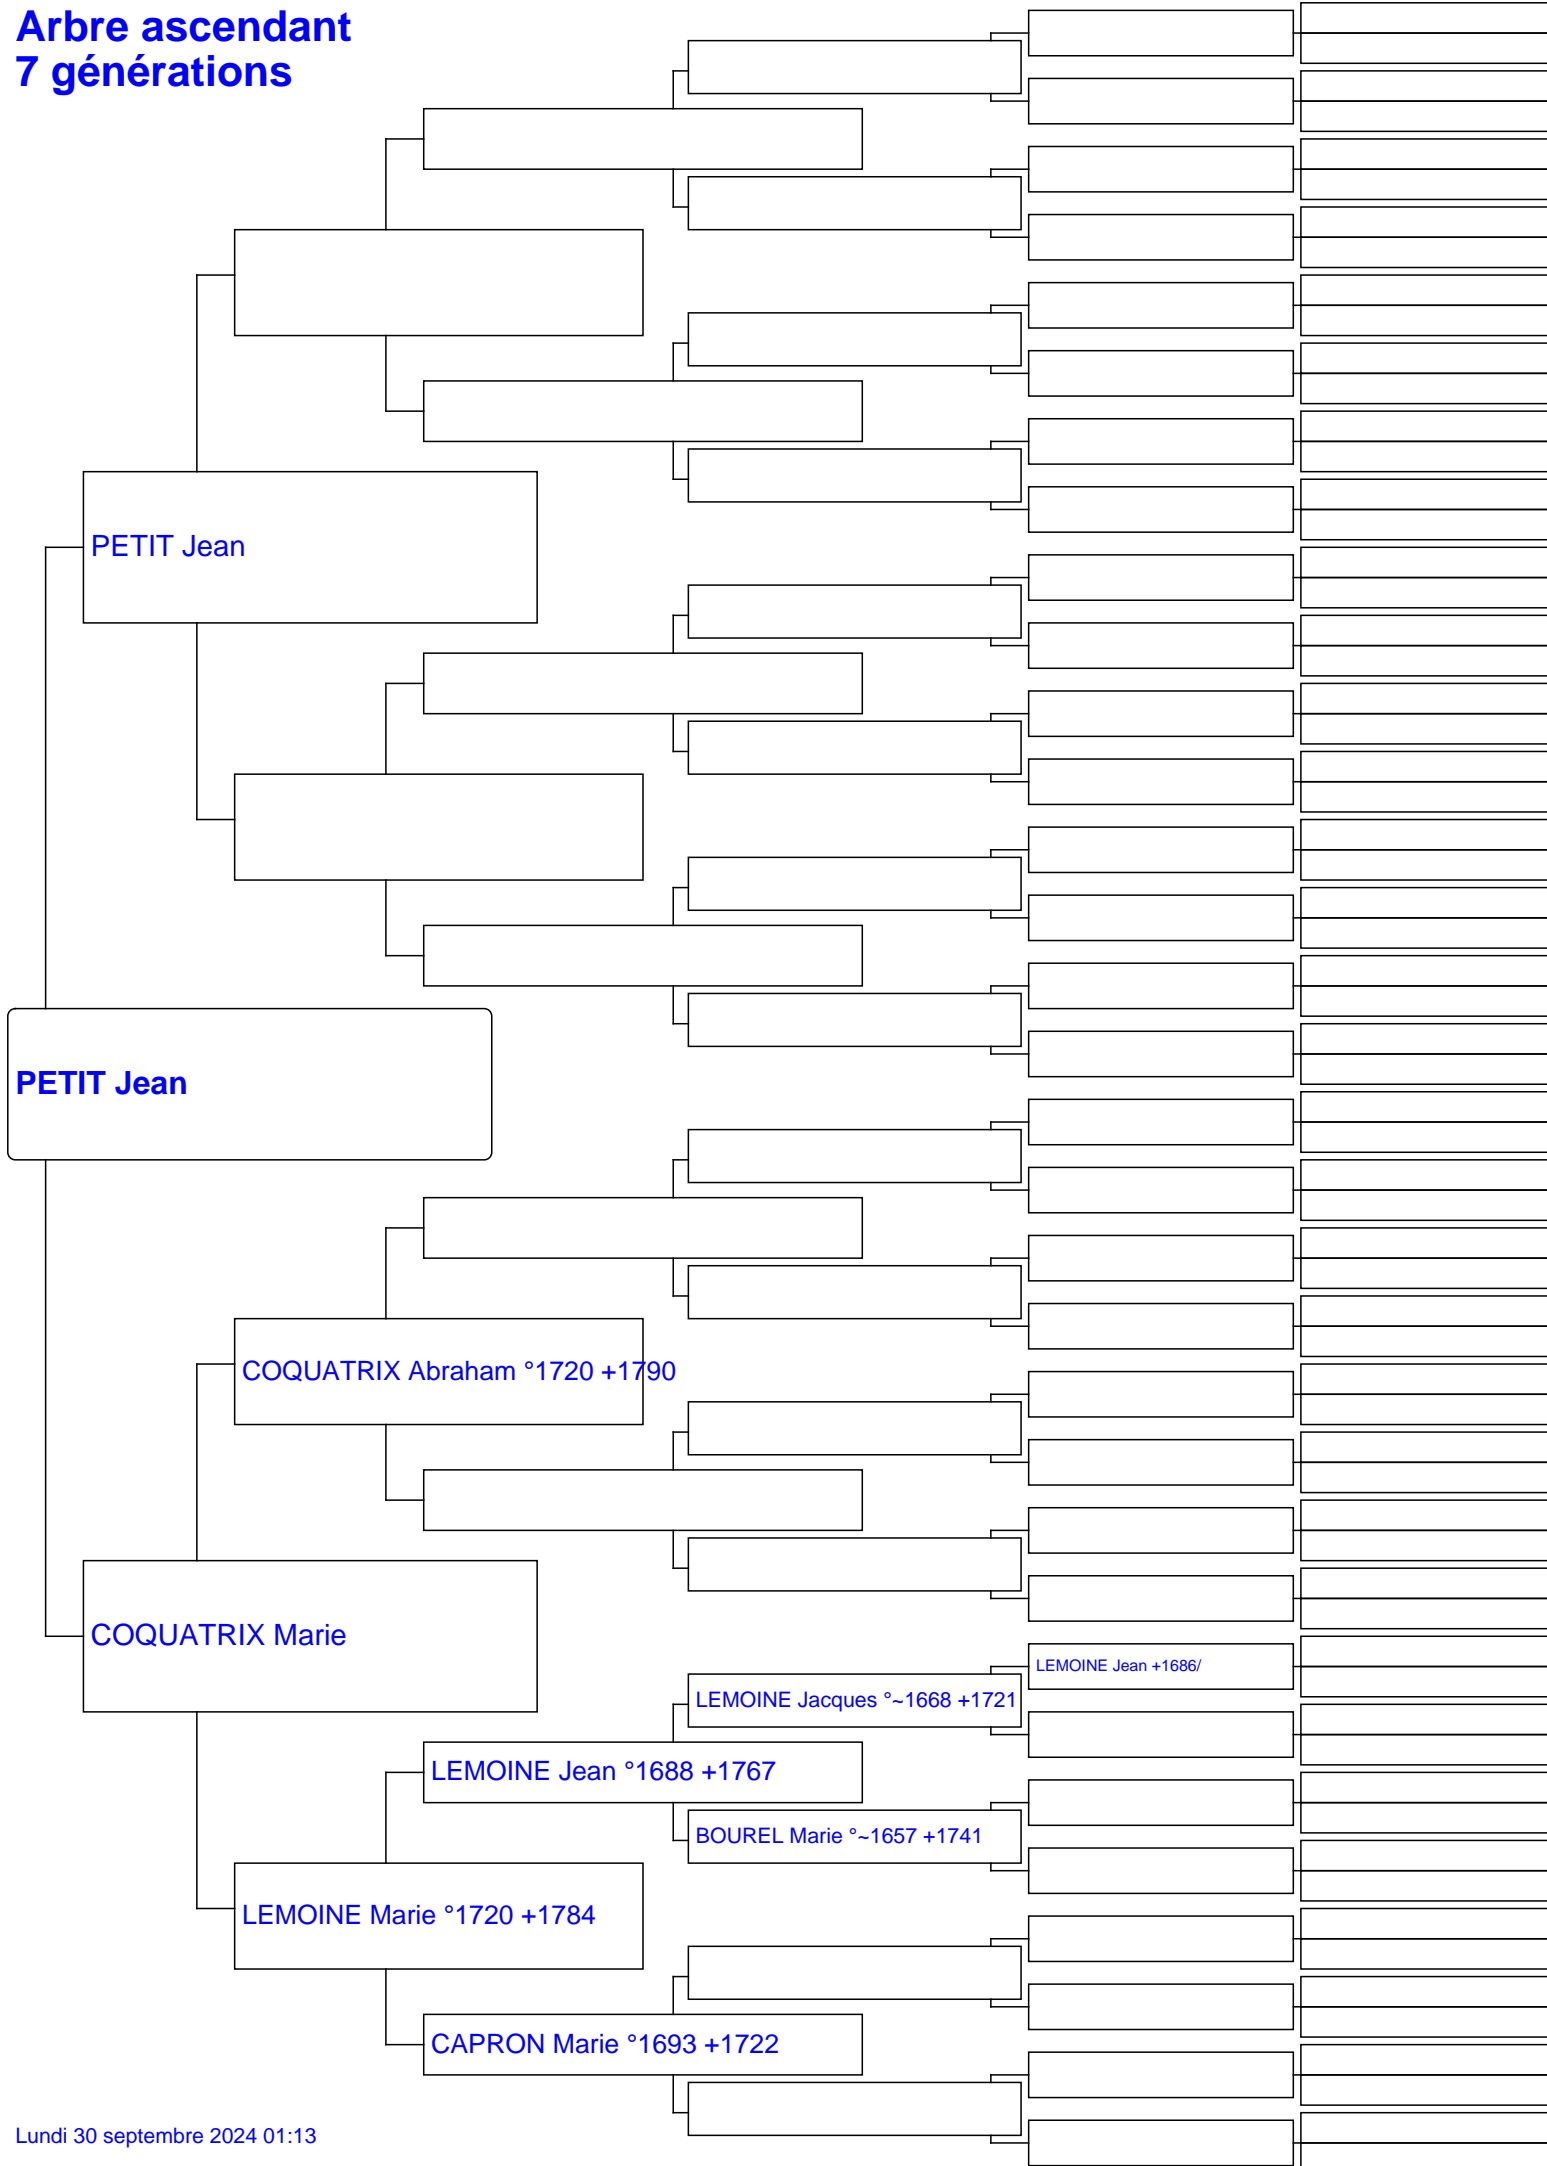 Arbre ascendant
7 générations
PETIT Jean
PETIT Jean
COQUATRIX Abraham °1720 +1790
COQUATRIX Marie
LEMOINE Jean +1686/
LEMOINE Jacques °~1668 +1721
LEMOINE Jean °1688 +1767
BOUREL Marie °~1657 +1741
LEMOINE Marie °1720 +1784
CAPRON Marie °1693 +1722
Lundi 30 septembre 2024 01:13